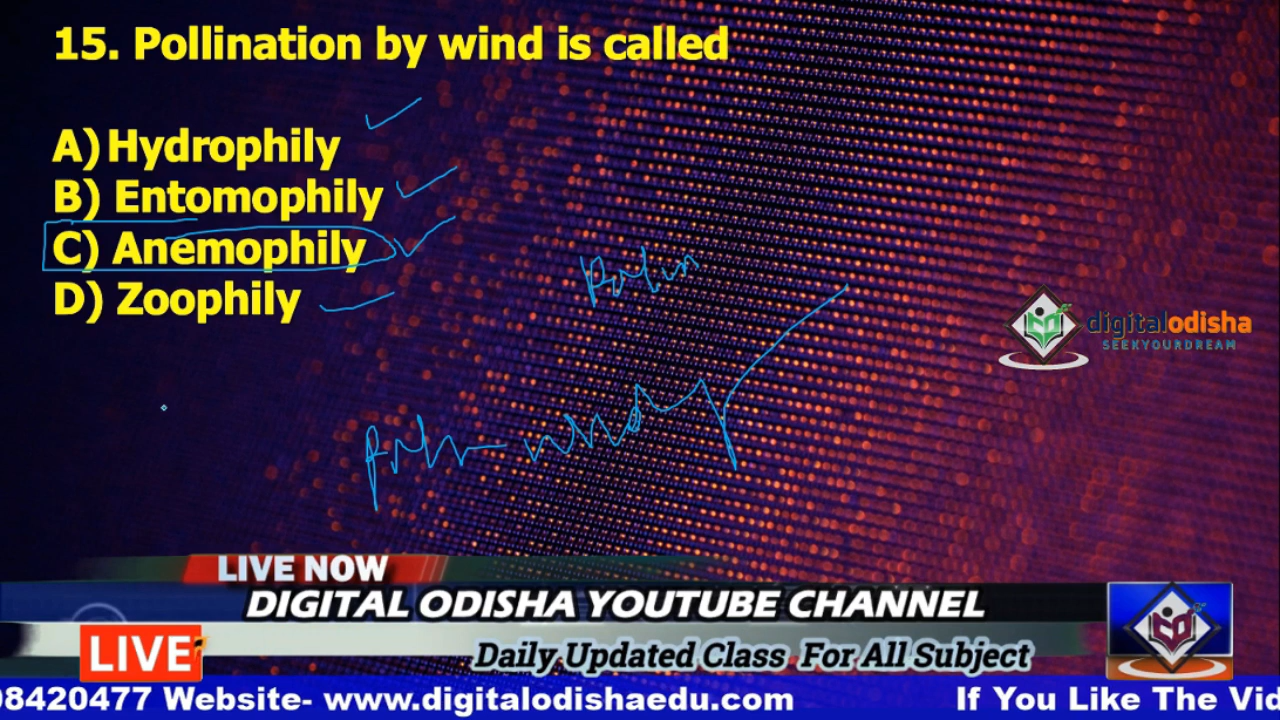 15. Pollination by wind is called
A) Hydrophily
B) Entomophily
C) Anemophily
D) Zoophily
digitalodisha
SEEKYOURDREAM
LIVE NOW
DIGITAL ODISHA YOUTUBE CHANNEL
LIVE
Daily Updated Class For All Subject
98420477 Website- www.digitalodishaedu.com If You Like The Vid